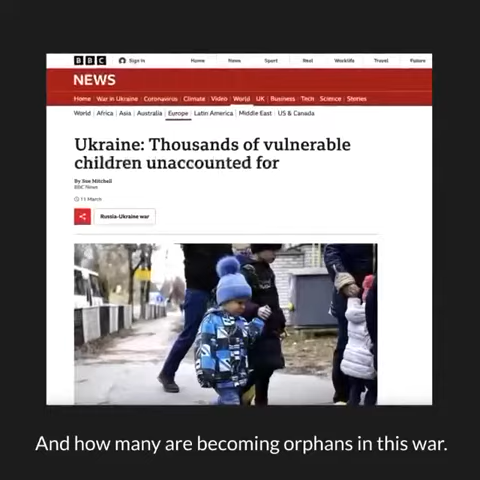 BBC Sign in Home News Sport Reel Worklife Travel Future
NEWS
Home War in Ukraine Coronavirus Climate Video World UK Business Tech Science Stories
World Africa Asia Australia Europe Latin America Middle East US & Canada
Ukraine: Thousands of vulnerable
children unaccounted for
By Sue Mitchell
BBC News
11 March
Russia-Ukraine war
And how many are becoming orphans in this war.